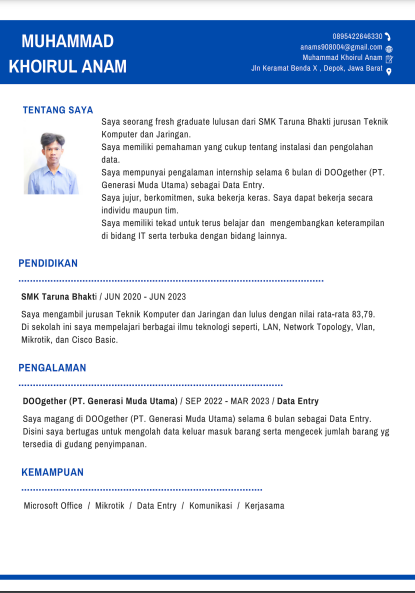 MUHAMMAD
KHOIRUL ANAM
0895422646330
anams908004@gmail.com
Muhammad Khoirul Anam
Jln Keramat Benda X , Depok, Jawa Barat
TENTANG SAYA
Saya seorang fresh graduate lulusan dari SMK Taruna Bhakti jurusan Teknik
Komputer dan Jaringan.
Saya memiliki pemahaman yang cukup tentang instalasi dan pengolahan
data.
Saya mempunyai pengalaman internship selama 6 bulan di DOOgether (PT.
Generasi Muda Utama) sebagai Data Entry.
Saya jujur, berkomitmen, suka bekerja keras. Saya dapat bekerja secara
individu maupun tim.
Saya memiliki tekad untuk terus belajar dan mengembangkan keterampilan
di bidang IT serta terbuka dengan bidang lainnya.
PENDIDIKAN
SMK Taruna Bhakti / JUN 2020 - JUN 2023
Saya mengambil jurusan Teknik Komputer dan Jaringan dan lulus dengan nilai rata-rata 83,79.
Di sekolah ini saya mempelajari berbagai ilmu teknologi seperti, LAN, Network Topology, Vlan,
Mikrotik, dan Cisco Basic.
PENGALAMAN
DOOgether (PT. Generasi Muda Utama) / SEP 2022 - MAR 2023 / Data Entry
Saya magang di DOOgether (PT. Generasi Muda Utama) selama 6 bulan sebagai Data Entry.
Disini saya bertugas untuk mengolah data keluar masuk barang serta mengecek jumlah barang yg
tersedia di gudang penyimpanan.
KEMAMPUAN
Microsoft Office / Mikrotik / Data Entry / Komunikasi / Kerjasama